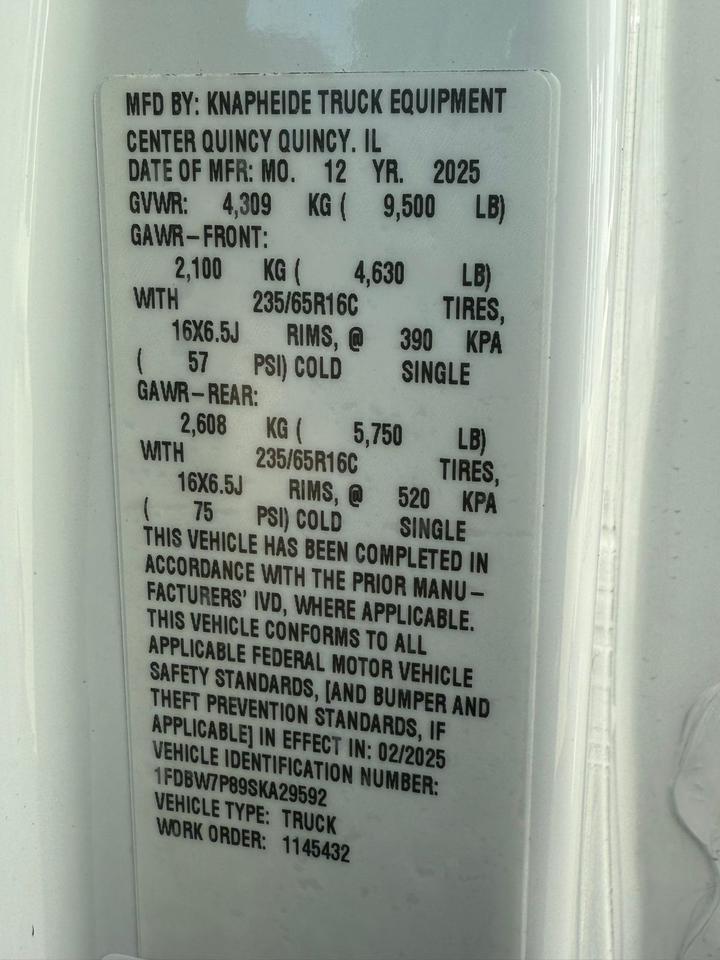 MFD BY: KNAPHEIDE TRUCK EQUIPMENT
CENTER QUINCY QUINCY. IL
DATE OF MFR: MO. 12 YR. 2025
GVWR: 4,309 KG ( 9,500 LB)
GAWR-FRONT:
2,100 KG ( 4,630 LB)
WITH 235/65R16C TIRES,
16X6.5J RIMS, @ 390 KPA
( 57 PSI) COLD SINGLE
GAWR-REAR:
2,608 KG ( 5,750 LB)
WITH 235/65R16C TIRES,
16X6.5J RIMS, @ 520 KPA
( 75 PSI) COLD SINGLE
THIS VEHICLE HAS BEEN COMPLETED IN
ACCORDANCE WITH THE PRIOR MANU-
FACTURERS' IVD, WHERE APPLICABLE.
THIS VEHICLE CONFORMS TO ALL
APPLICABLE FEDERAL MOTOR VEHICLE
SAFETY STANDARDS, [AND BUMPER AND
THEFT PREVENTION STANDARDS, IF
APPLICABLE] IN EFFECT IN: 02/2025
VEHICLE IDENTIFICATION NUMBER:
1FDBW7P89SKA29592
VEHICLE TYPE: TRUCK
WORK ORDER: 1145432